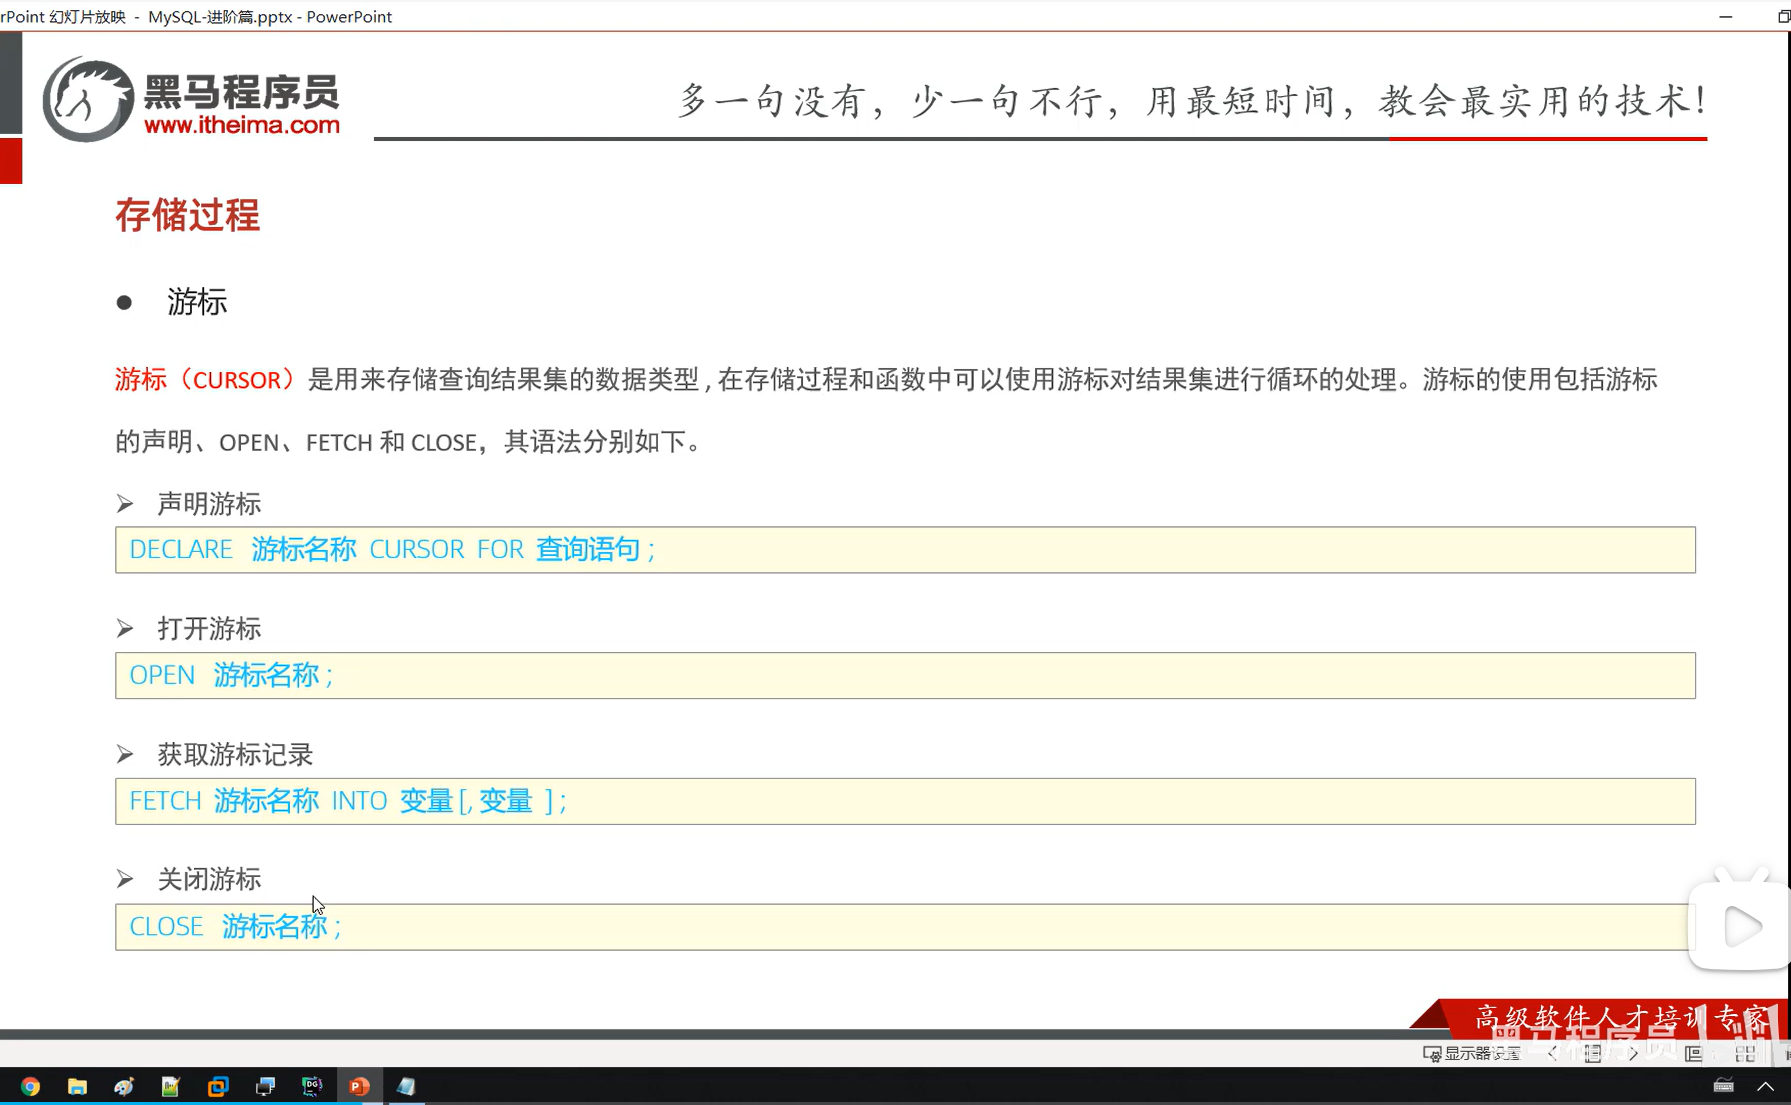 rPoint 幻灯片放映 - MySQL-进阶篇.pptx - PowerPoint
黑马程序员
www.itheima.com
多一句没有，少一句不行，用最短时间，教会最实用的技术！
存储过程
● 游标
游标（CURSOR）是用来存储查询结果集的数据类型 , 在存储过程和函数中可以使用游标对结果集进行循环的处理。游标的使用包括游标
的声明、OPEN、FETCH 和 CLOSE，其语法分别如下。
➢ 声明游标
DECLARE 游标名称 CURSOR FOR 查询语句 ;
➢ 打开游标
OPEN 游标名称 ;
➢ 获取游标记录
FETCH 游标名称 INTO 变量 [, 变量 ] ;
➢ 关闭游标
CLOSE 游标名称 ;
高级软件人才培训专家
黑马程序员
显示器设置